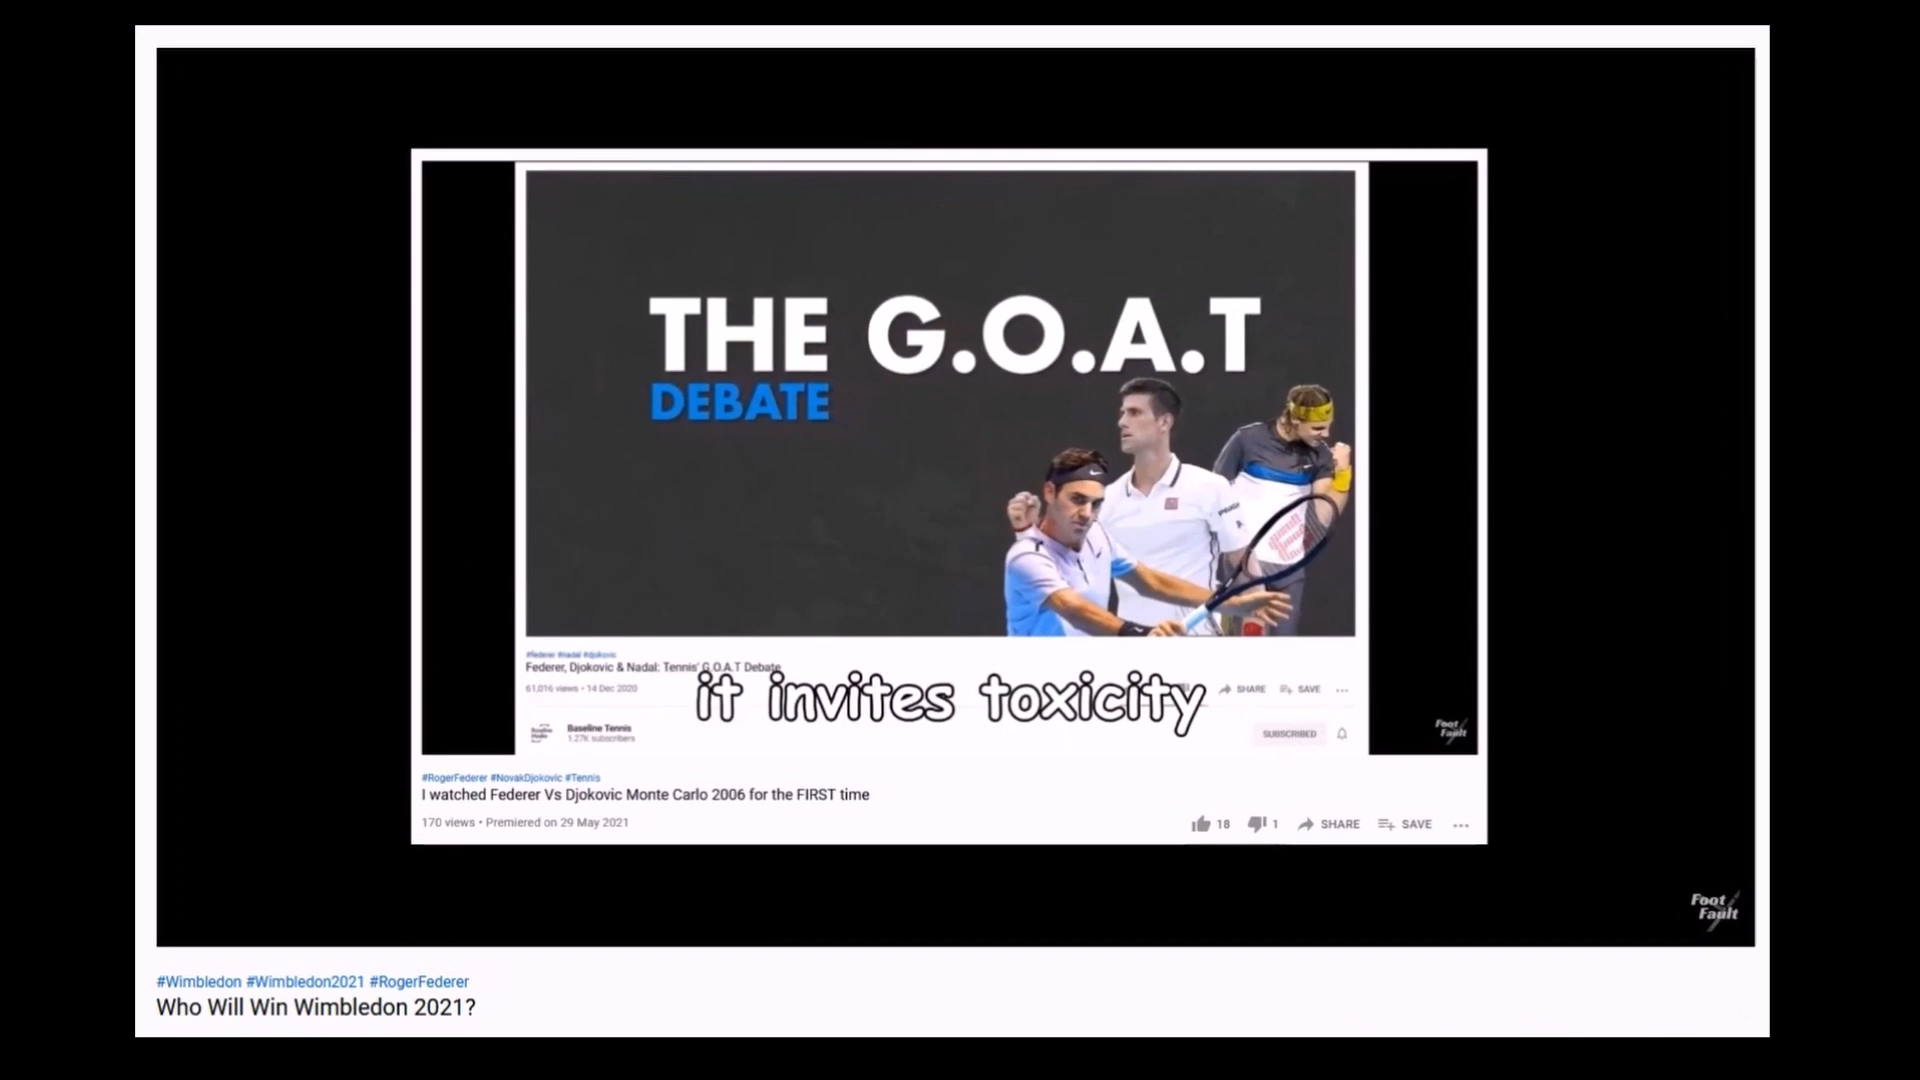 THE G.O.A.T
DEBATE
#federer #nadal #djokovic
Federer, Djokovic & Nadal: Tennis' G.O.A.T Debate
61,016 views • 14 Dec 2020
SHARE SAVE
it invites toxicity
Baseline Tennis
1.27K subscribers
SUBSCRIBED
Foot
Fault
#RogerFederer #NovakDjokovic #Tennis
I watched Federer Vs Djokovic Monte Carlo 2006 for the FIRST time
170 views • Premiered on 29 May 2021
18 1 SHARE SAVE
Foot
Fault
#Wimbledon #Wimbledon2021 #RogerFederer
Who Will Win Wimbledon 2021?